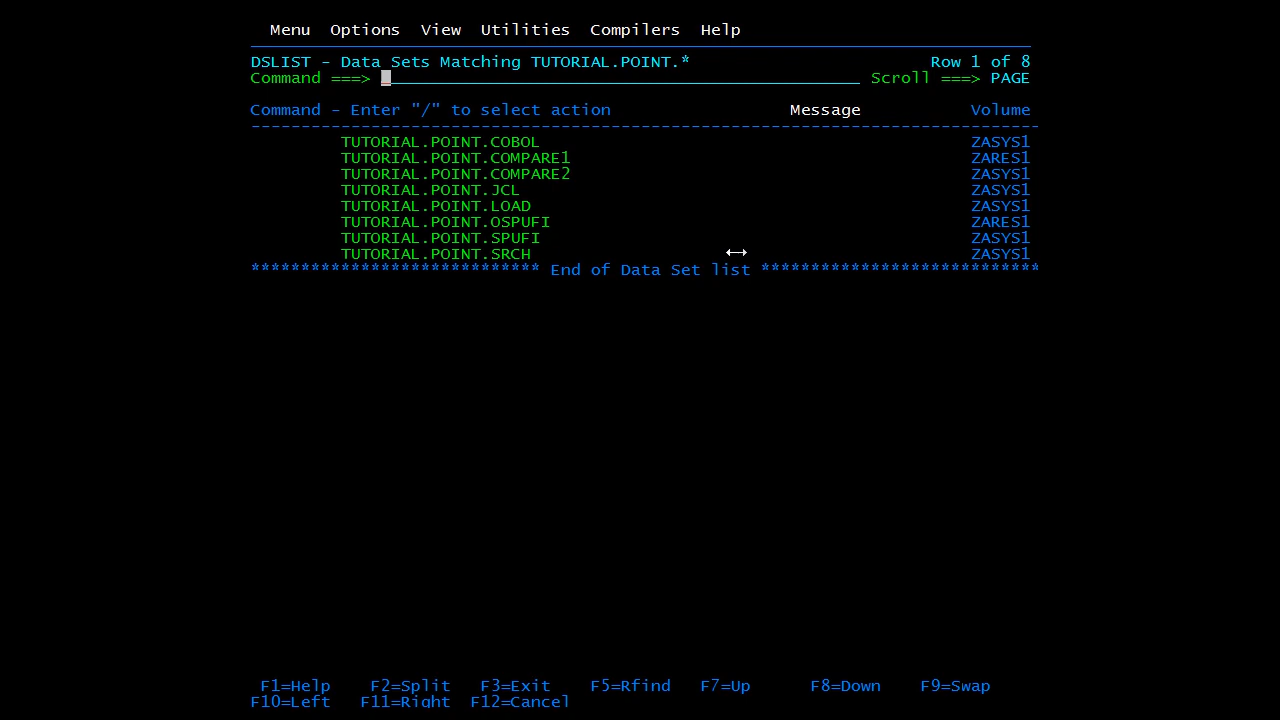 Menu Options View Utilities Compilers Help
DSLIST - Data Sets Matching TUTORIAL.POINT.* Row 1 of 8
Command ===> Scroll ===> PAGE
Command - Enter "/" to select action Message Volume
-------------------------------------------------------------------------------
TUTORIAL.POINT.COBOL ZASYS1
TUTORIAL.POINT.COMPARE1 ZARES1
TUTORIAL.POINT.COMPARE2 ZASYS1
TUTORIAL.POINT.JCL ZASYS1
TUTORIAL.POINT.LOAD ZASYS1
TUTORIAL.POINT.OSPUFI ZARES1
TUTORIAL.POINT.SPUFI ZASYS1
TUTORIAL.POINT.SRCH ZASYS1
***************************** End of Data Set list ****************************
F1=Help F2=Split F3=Exit F5=Rfind F7=Up F8=Down F9=Swap
F10=Left F11=Right F12=Cancel